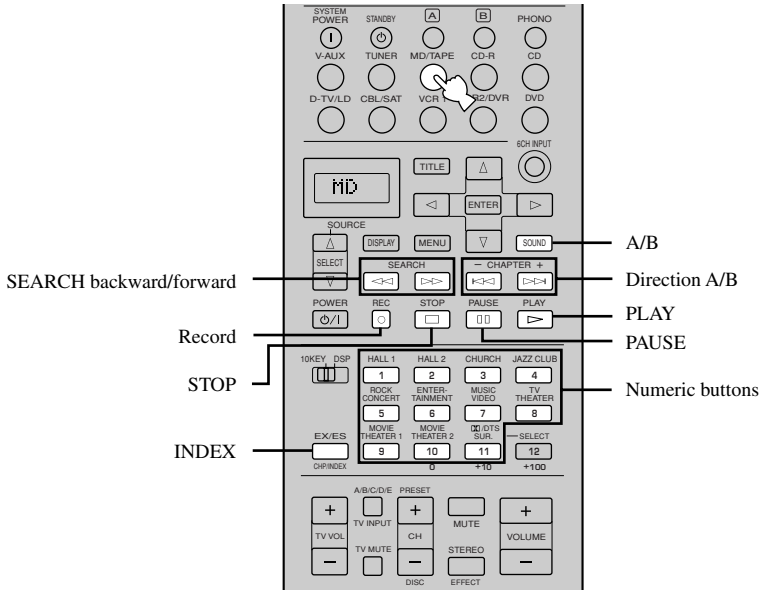 SYSTEM
POWER STANDBY A B PHONO
V-AUX TUNER MD/TAPE CD-R CD
D-TV/LD CBL/SAT VCR 1 R2/DVR DVD
6CH INPUT
TITLE
MD
ENTER
SOURCE
DISPLAY MENU SOUND A/B
SELECT
SEARCH – CHAPTER +
SEARCH backward/forward Direction A/B
POWER REC STOP PAUSE PLAY PLAY
Record PAUSE
10KEY DSP HALL 1 HALL 2 CHURCH JAZZ CLUB
1 2 3 4
STOP Numeric buttons
ROCK CONCERT ENTER-TAINMENT MUSIC VIDEO TV THEATER
5 6 7 8
MOVIE THEATER 1 MOVIE THEATER 2 /DTS SUR. SELECT
EX/ES 9 10 11 12
INDEX
CHP/INDEX 0 +10 +100
A/B/C/D/E PRESET
+ + +
TV INPUT MUTE
TV VOL CH VOLUME
TV MUTE STEREO
– – –
DISC EFFECT